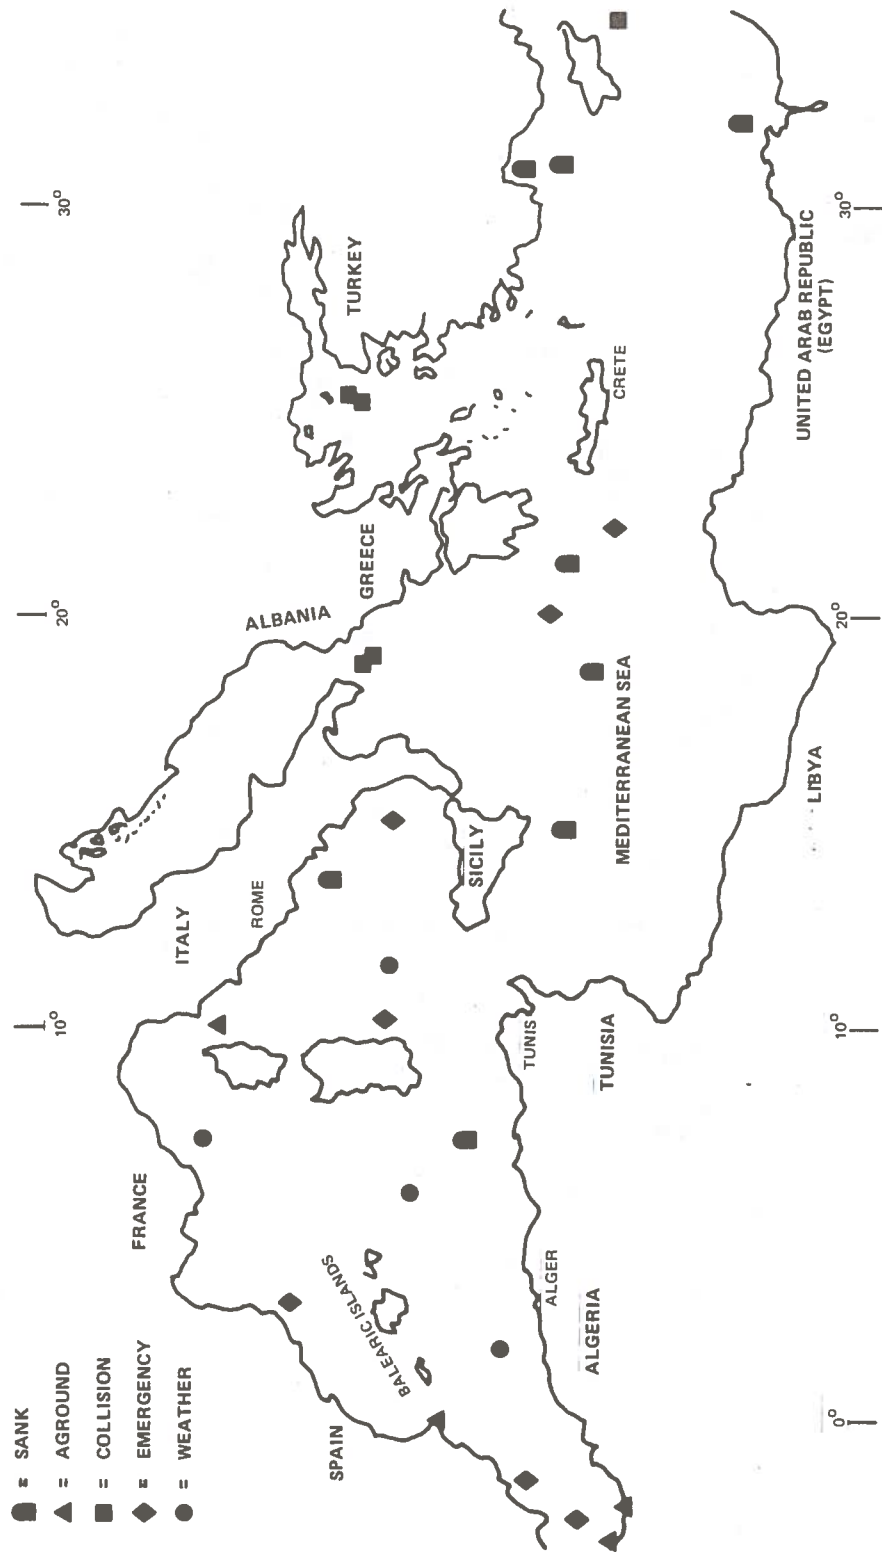 ■ = SANK
▲ = AGROUND
■ = COLLISION
◆ = EMERGENCY
● = WEATHER
10°
20°
30°
FRANCE
ITALY
ROME
ALBANIA
GREECE
TURKEY
SPAIN
BALEARIC ISLANDS
SICILY
CRETE
MEDITERRANEAN SEA
ALGER
ALGERIA
TUNIS
TUNISIA
LIBYA
UNITED ARAB REPUBLIC
(EGYPT)
0°
10°
20°
30°